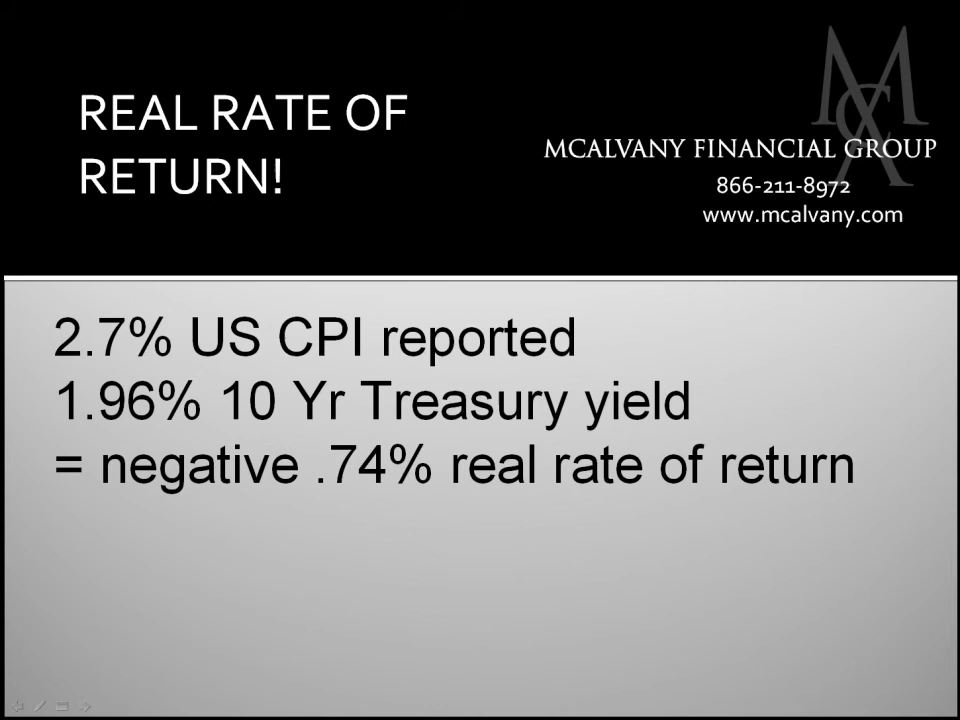 REAL RATE OF
RETURN!
MCALVANY FINANCIAL GROUP
866-211-8972
www.mcalvany.com
2.7% US CPI reported
1.96% 10 Yr Treasury yield
= negative .74% real rate of return